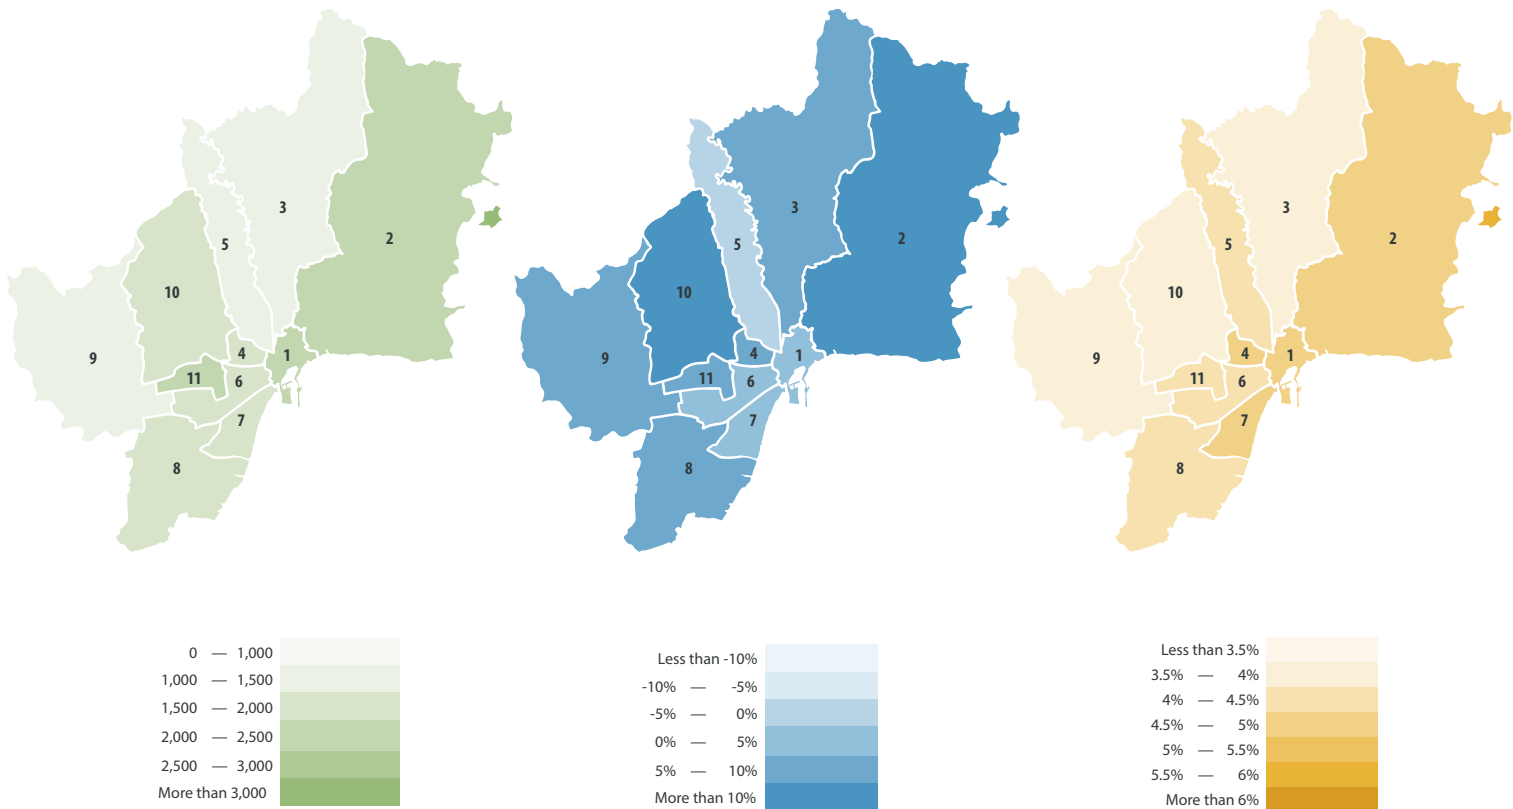 3
2
5
10
9
4
1
11
6
7
8
3
2
5
10
9
4
1
11
6
7
8
3
2
5
10
9
4
1
11
6
7
8
0 — 1,000
1,000 — 1,500
1,500 — 2,000
2,000 — 2,500
2,500 — 3,000
More than 3,000
Less than -10%
-10% — -5%
-5% — 0%
0% — 5%
5% — 10%
More than 10%
Less than 3.5%
3.5% — 4%
4% — 4.5%
4.5% — 5%
5% — 5.5%
5.5% — 6%
More than 6%